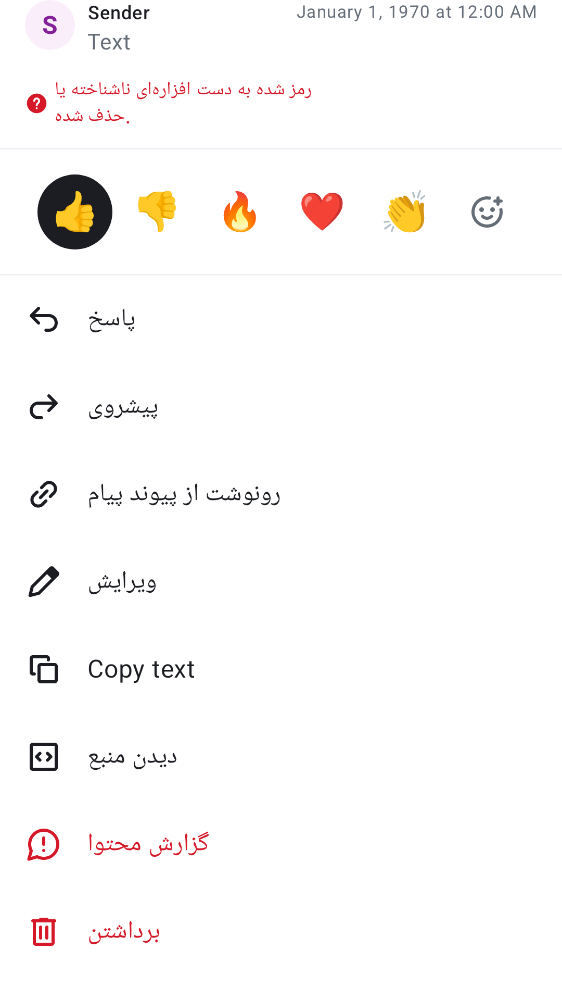 S
Sender
January 1, 1970 at 12:00 AM
Text
رمز شده به دست افزاره‌ای ناشناخته یا
حذف شده.
پاسخ
پیشروی
رونوشت از پیوند پیام
ویرایش
Copy text
دیدن منبع
گزارش محتوا
برداشتن